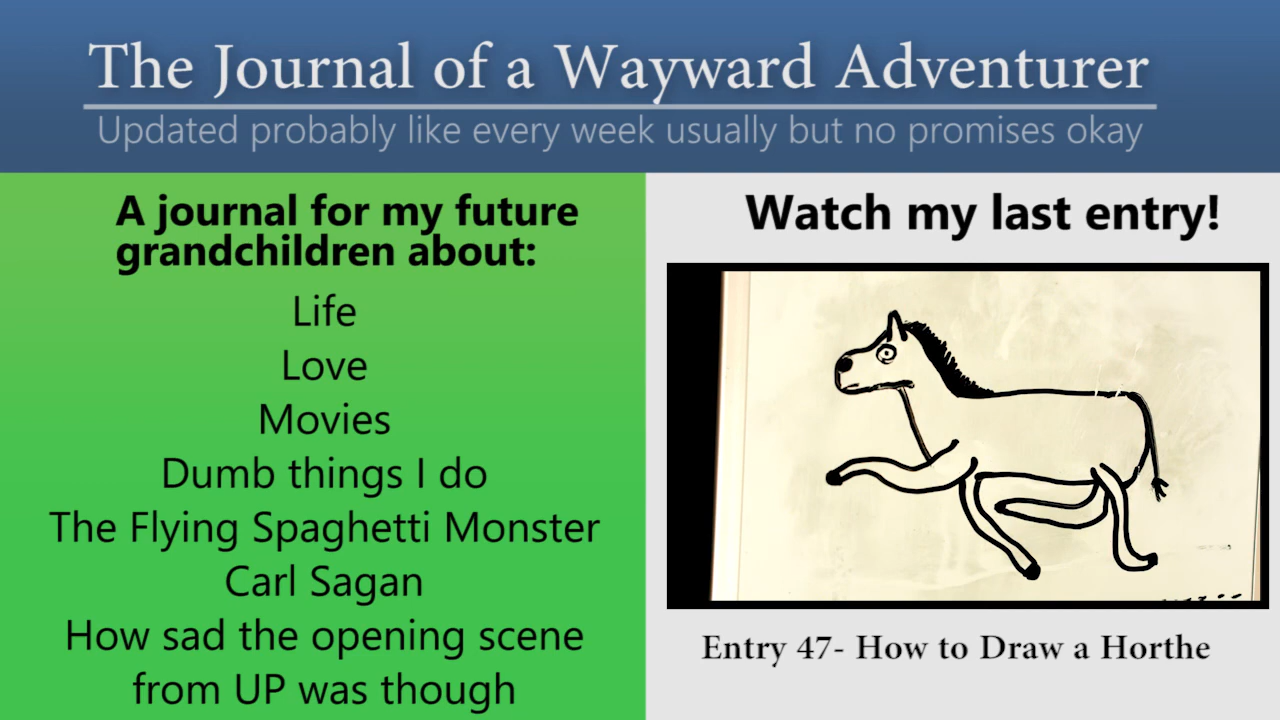 The Journal of a Wayward Adventurer
Updated probably like every week usually but no promises okay
A journal for my future
grandchildren about:
Life
Love
Movies
Dumb things I do
The Flying Spaghetti Monster
Carl Sagan
How sad the opening scene
from UP was though
Watch my last entry!
Entry 47- How to Draw a Horthe